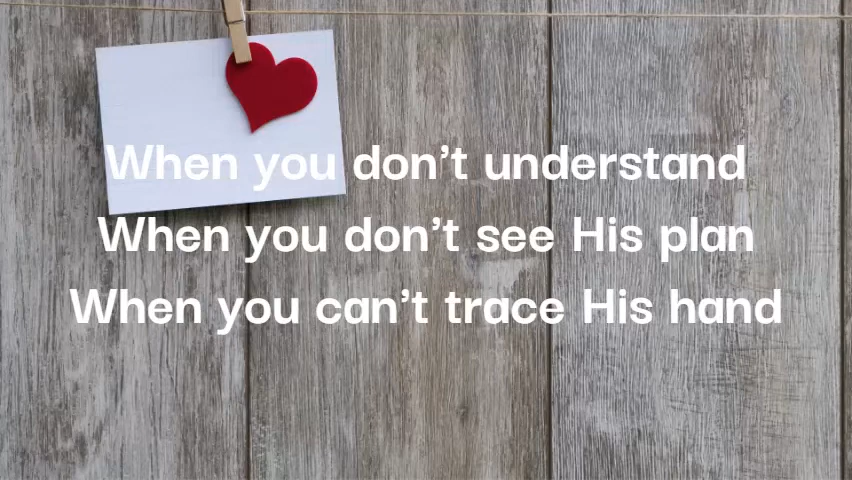 When you don't understand
When you don't see His plan
When you can't trace His hand